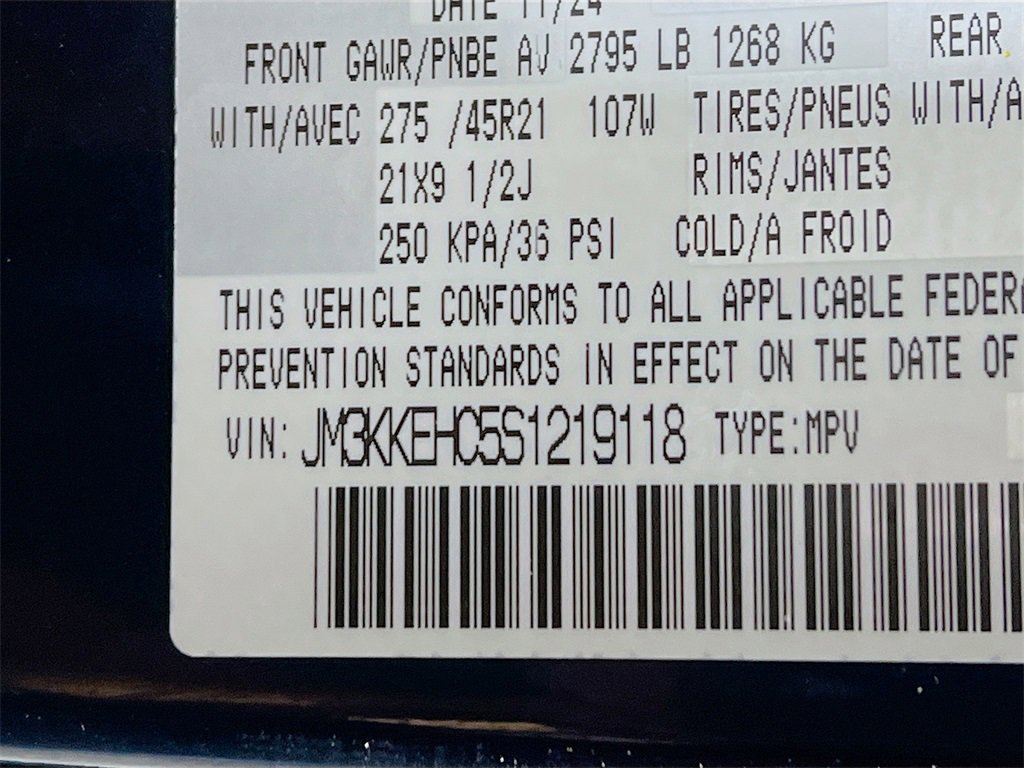 DATE 11/24
FRONT GAWR/PNBE AV 2795 LB 1268 KG REAR
WITH/AVEC 275 /45R21 107W TIRES/PNEUS WITH/A
21X9 1/2J RIMS/JANTES
250 KPA/36 PSI COLD/A FROID
THIS VEHICLE CONFORMS TO ALL APPLICABLE FEDER
PREVENTION STANDARDS IN EFFECT ON THE DATE OF
VIN: JM3KKEHC5S1219118 TYPE:MPV